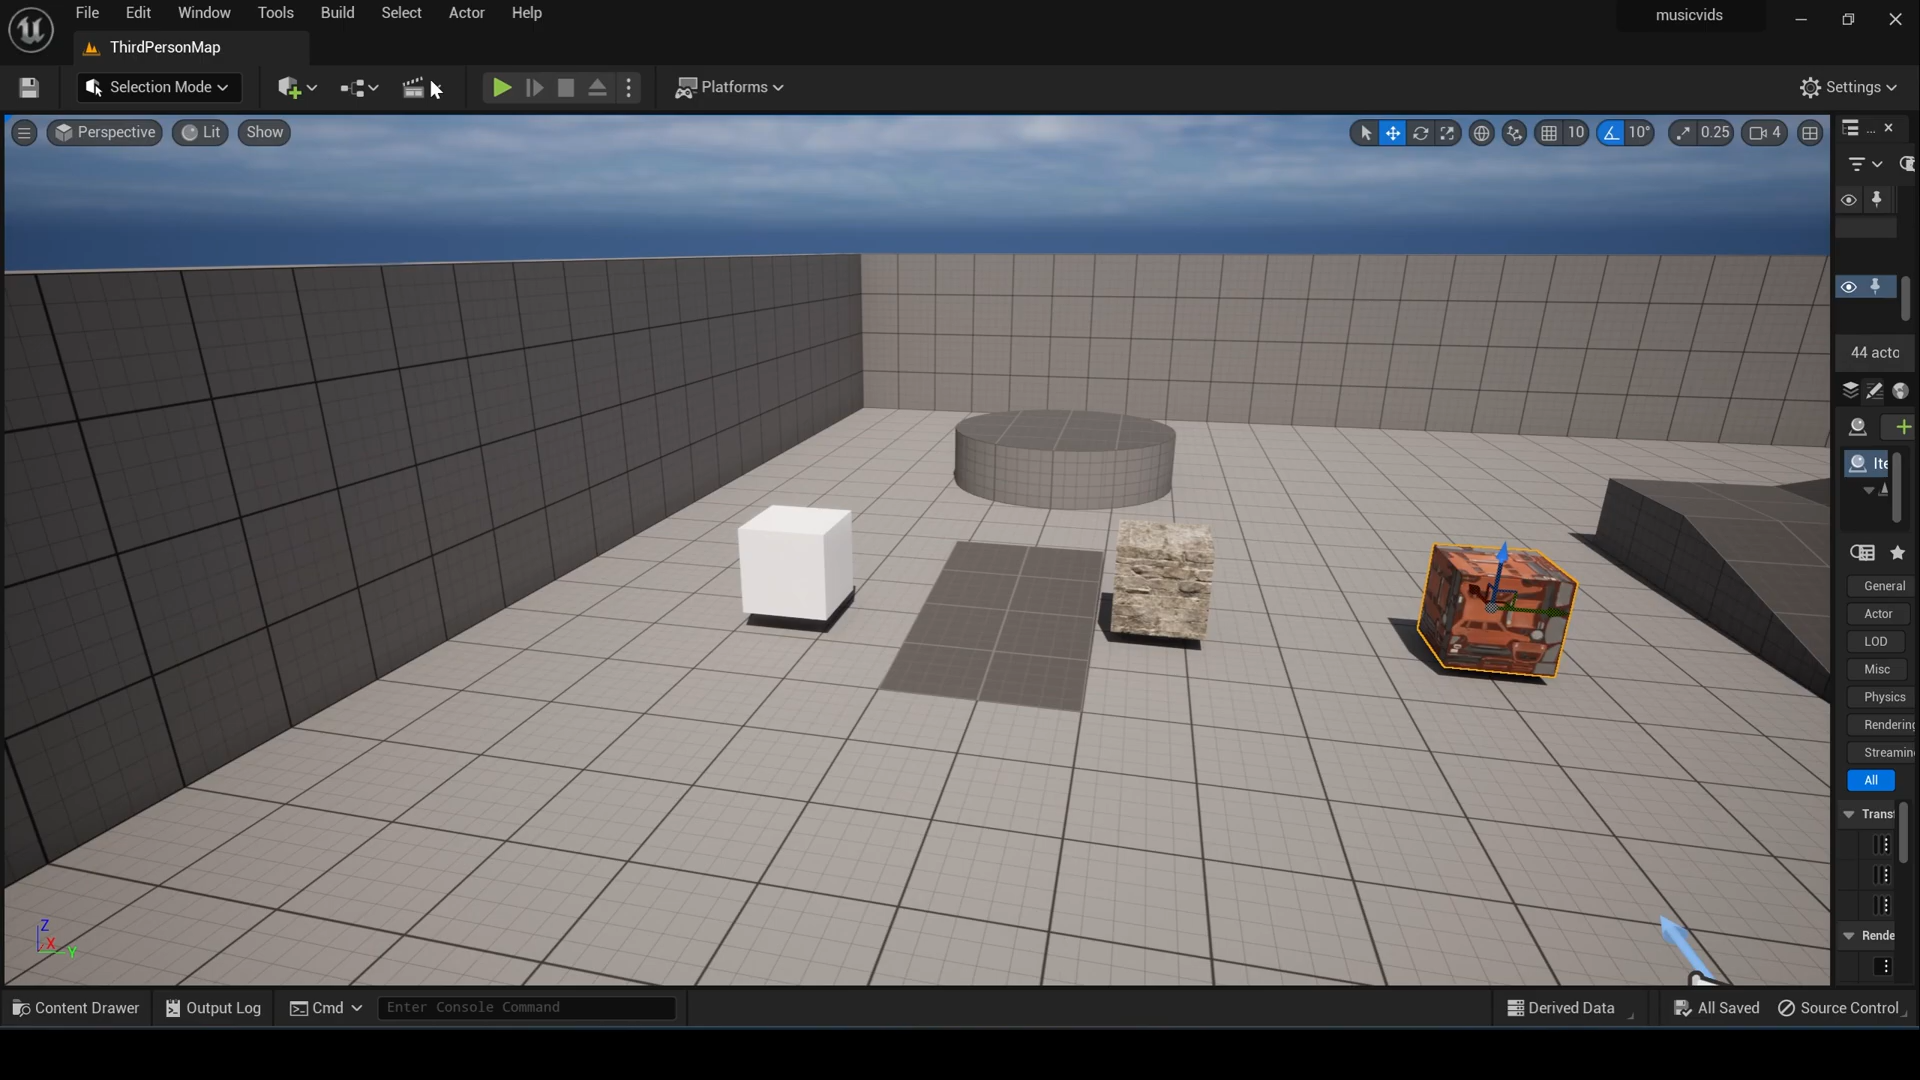 File Edit Window Tools Build Select Actor Help
musicvids
ThirdPersonMap
Selection Mode
Platforms
Settings
Perspective Lit Show
10 10° 0.25 4
...
44 acto
Ite
General
Actor
LOD
Misc
Physics
Rendering
Streamin
All
Transf
Rende
Z
X
Y
Content Drawer Output Log Cmd Enter Console Command Derived Data All Saved Source Control